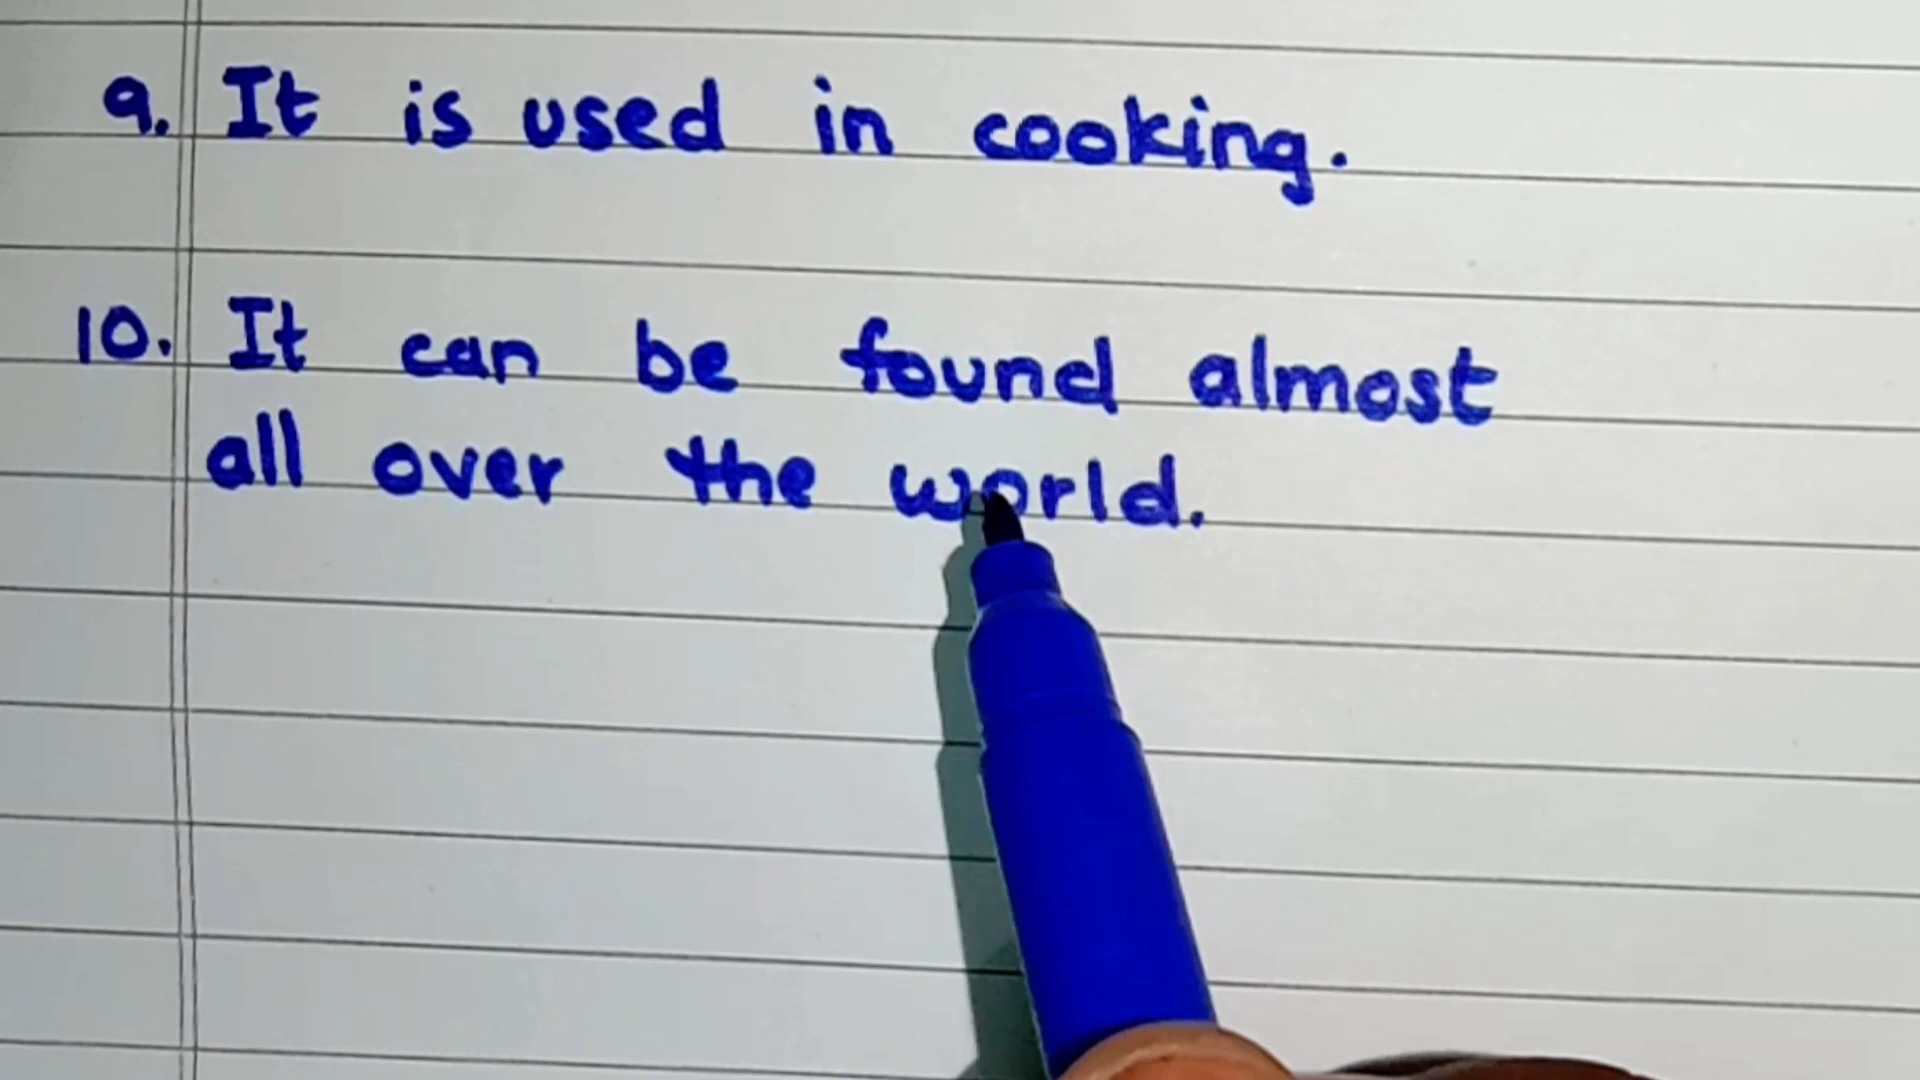 9. It is used in cooking.
10. It can be found almost
all over the world.